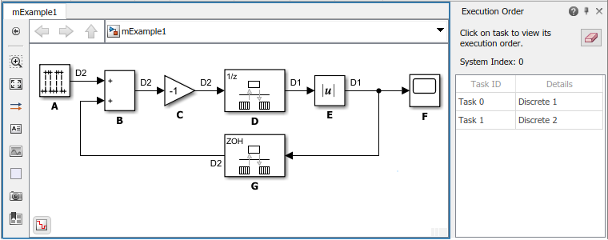 mExample1
mExample1
D2
D2
D2
1/z
D1
D1
+
+
-1
|u|
A
B
C
D
E
F
ZOH
D2
G
Execution Order
Click on task to view its
execution order.
System Index: 0
Task ID Details
Task 0 Discrete 1
Task 1 Discrete 2